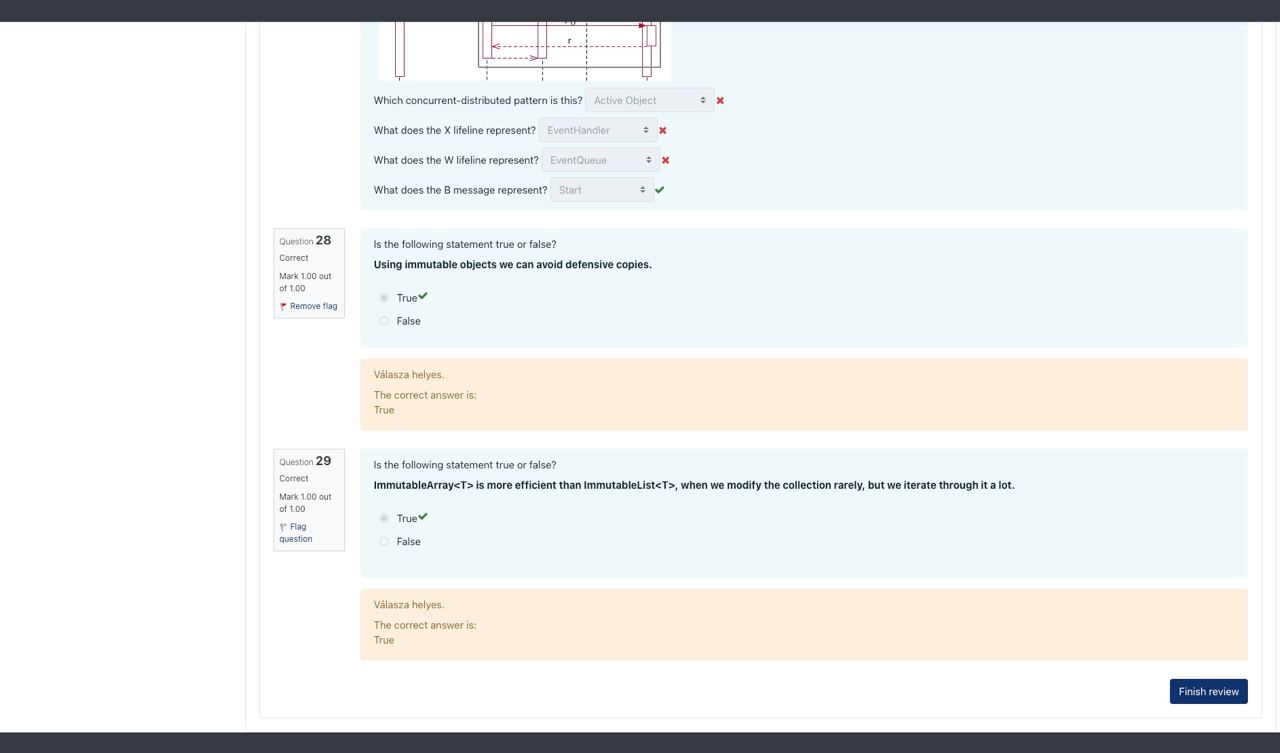 r
Which concurrent-distributed pattern is this? Active Object
What does the X lifeline represent? EventHandler
What does the W lifeline represent? EventQueue
What does the B message represent? Start
Question 28
Correct
Mark 1.00 out
of 1.00
Remove flag
Is the following statement true or false?
Using immutable objects we can avoid defensive copies.
True
False
Válasza helyes.
The correct answer is:
True
Question 29
Correct
Mark 1.00 out
of 1.00
Flag
question
Is the following statement true or false?
ImmutableArray<T> is more efficient than ImmutableList<T>, when we modify the collection rarely, but we iterate through it a lot.
True
False
Válasza helyes.
The correct answer is:
True
Finish review